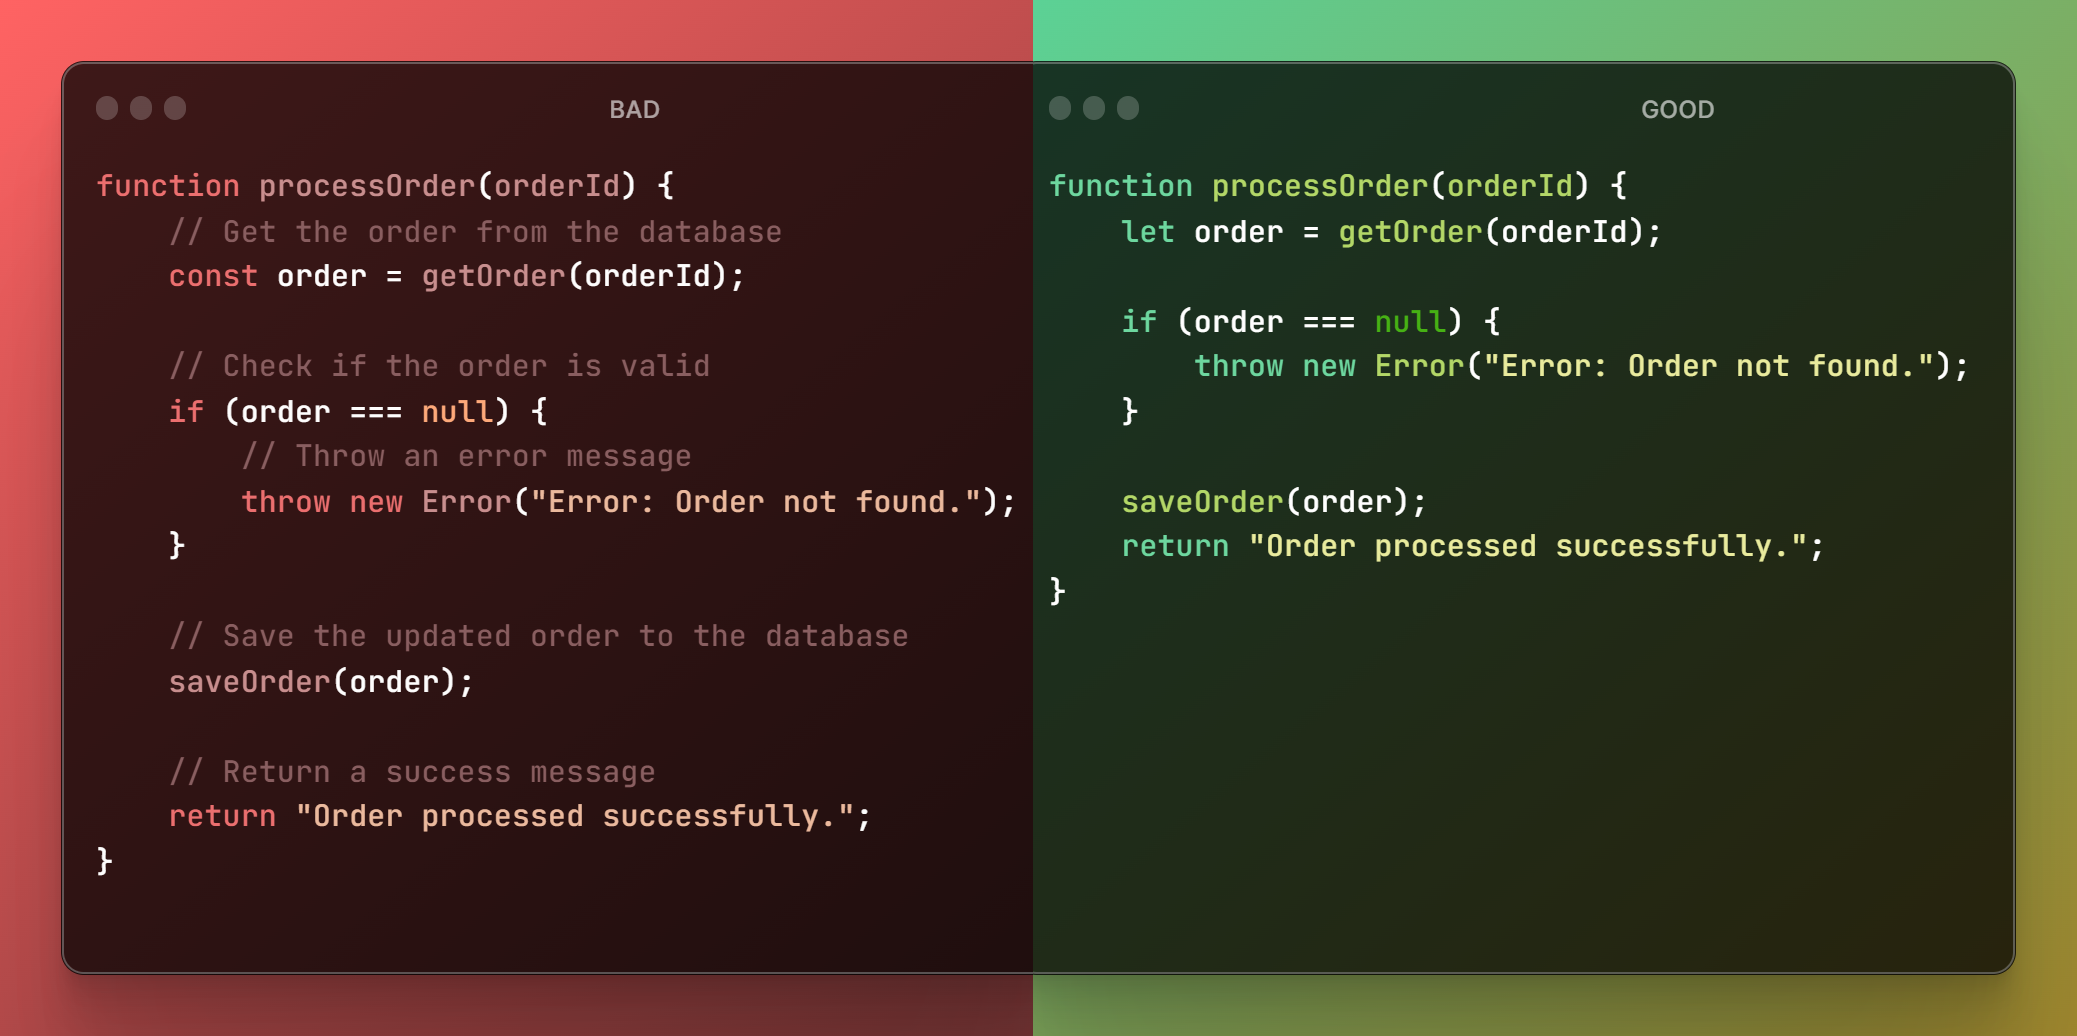 BAD
function processOrder(orderId) {
    // Get the order from the database
    const order = getOrder(orderId);

    // Check if the order is valid
    if (order === null) {
        // Throw an error message
        throw new Error("Error: Order not found.");
    }

    // Save the updated order to the database
    saveOrder(order);

    // Return a success message
    return "Order processed successfully.";
}
GOOD
function processOrder(orderId) {
    let order = getOrder(orderId);

    if (order === null) {
        throw new Error("Error: Order not found.");
    }

    saveOrder(order);
    return "Order processed successfully.";
}